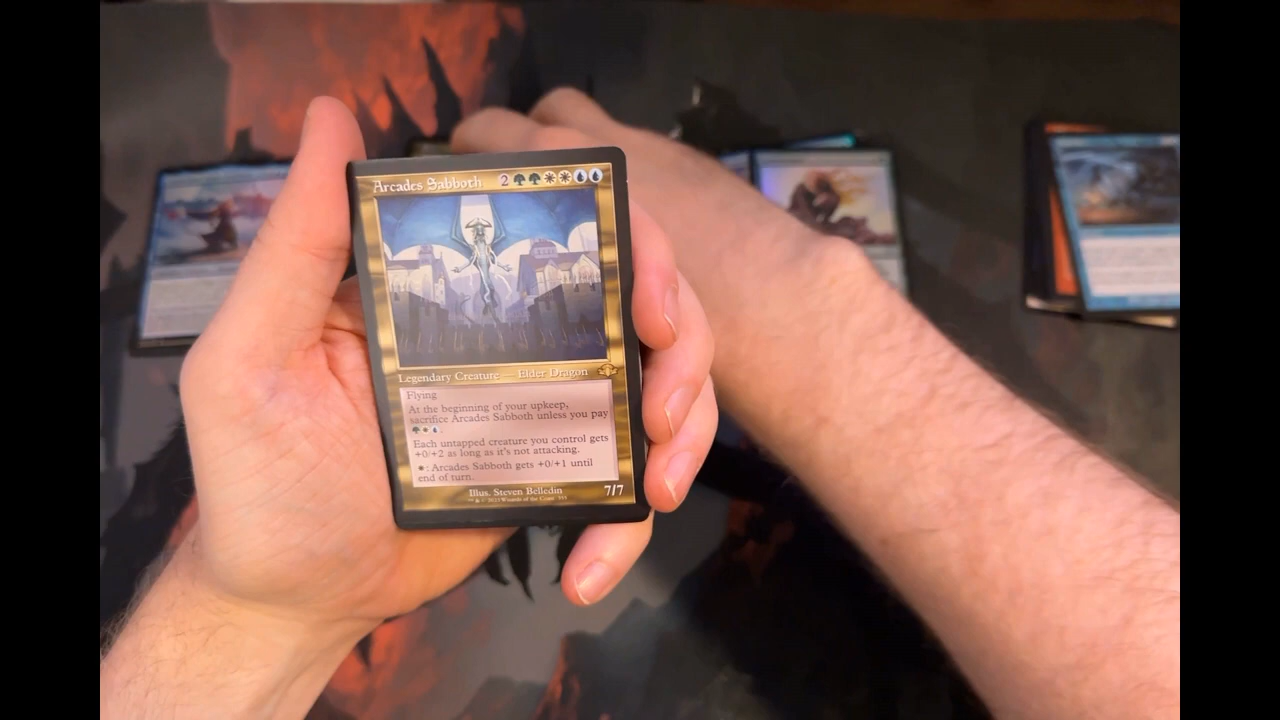 Arcades Sabboth 2
Legendary Creature — Elder Dragon
Flying
At the beginning of your upkeep,
sacrifice Arcades Sabboth unless you pay
.
Each untapped creature you control gets
+0/+2 as long as it's not attacking.
: Arcades Sabboth gets +0/+1 until
end of turn.
Illus. Steven Belledin
7/7